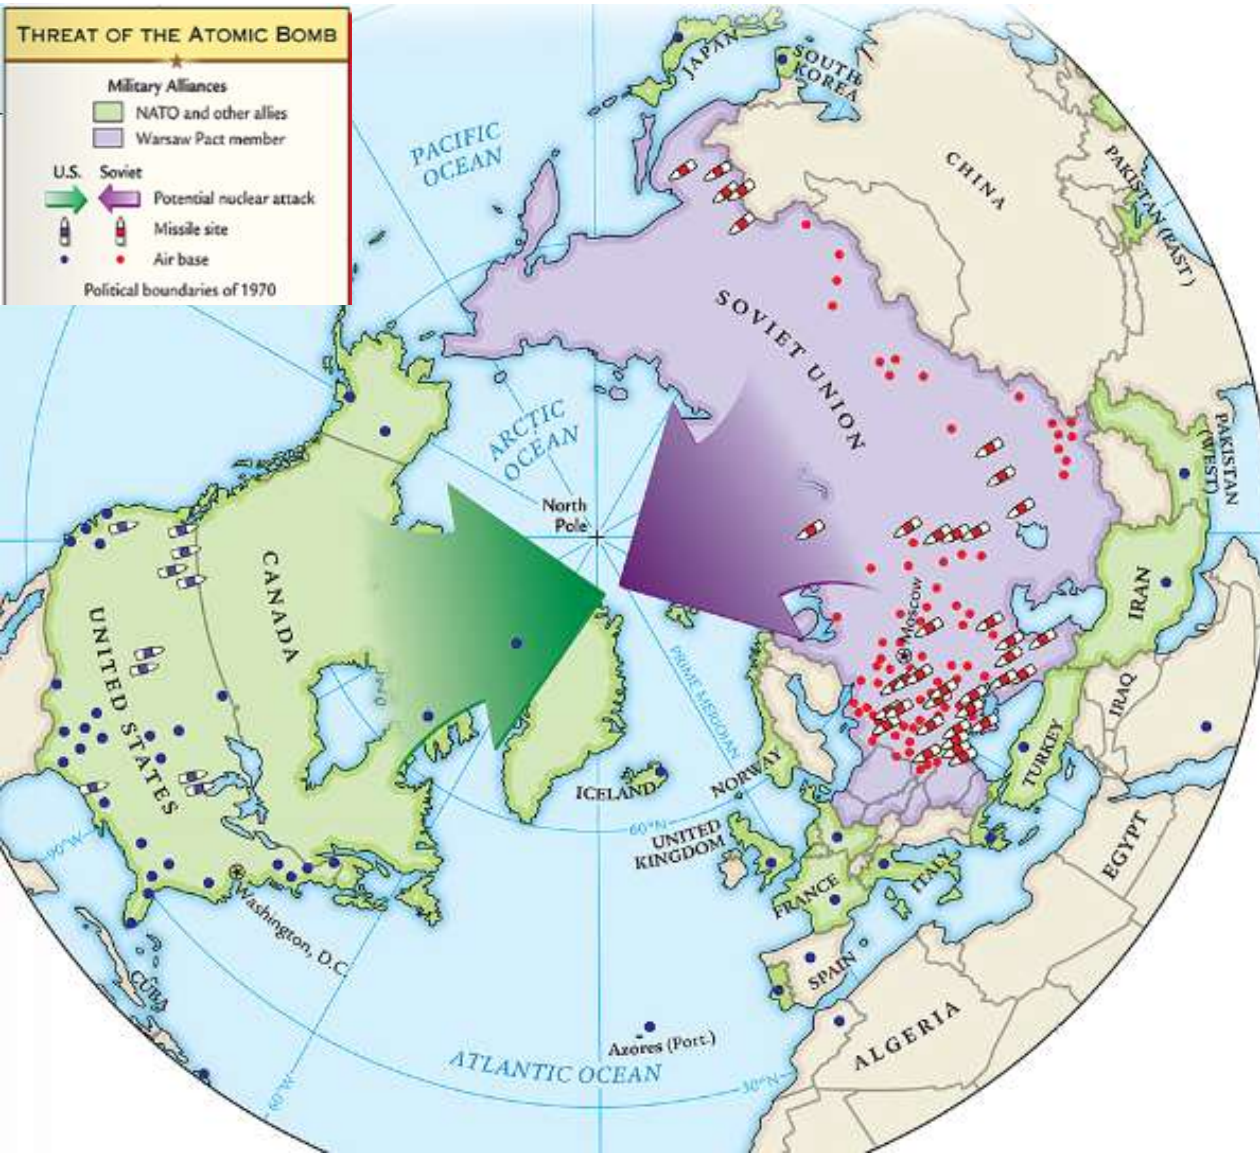 THREAT OF THE ATOMIC BOMB
Military Alliances
NATO and other allies
Warsaw Pact member
U.S. Soviet
Potential nuclear attack
Missile site
Air base
Political boundaries of 1970
JAPAN
SOUTH
KOREA
PACIFIC
OCEAN
CHINA
PAKISTAN (EAST)
SOVIET UNION
ARCTIC
OCEAN
PAKISTAN
(WEST)
North
Pole
CANADA
IRAN
Moscow
UNITED STATES
PRIME MERIDIAN
IRAQ
TURKEY
NORWAY
ICELAND
60°N
UNITED
KINGDOM
90°W
EGYPT
FRANCE
ITALY
Washington, D.C.
SPAIN
CUBA
Azores (Port.)
ALGERIA
ATLANTIC OCEAN
30°N
60°W